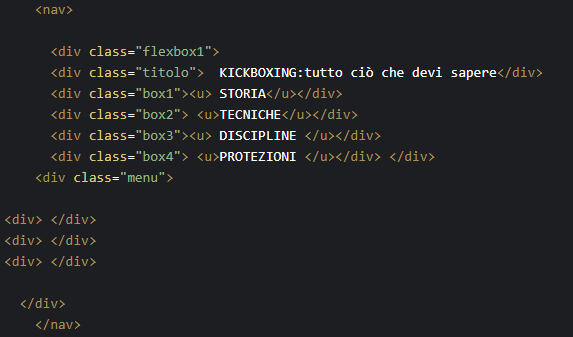 <nav>
<div class="flexbox1">
<div class="titolo">  KICKBOXING:tutto ciò che devi sapere</div>
<div class="box1"><u> STORIA</u></div>
<div class="box2"> <u>TECNICHE</u></div>
<div class="box3"><u> DISCIPLINE </u></div>
<div class="box4"> <u>PROTEZIONI </u></div> </div>
<div class="menu">
<div> </div>
<div> </div>
<div> </div>
</div>
</nav>